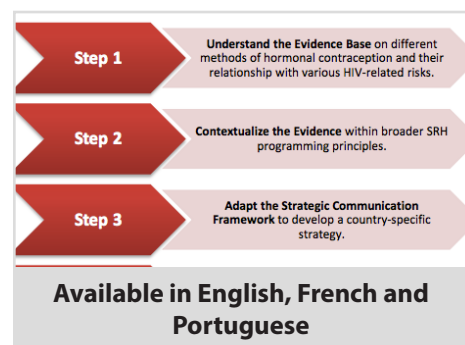 Step 1
Understand the Evidence Base on different
methods of hormonal contraception and their
relationship with various HIV-related risks.
Step 2
Contextualize the Evidence within broader SRH
programming principles.
Step 3
Adapt the Strategic Communication
Framework to develop a country-specific
strategy.
Available in English, French and
Portuguese